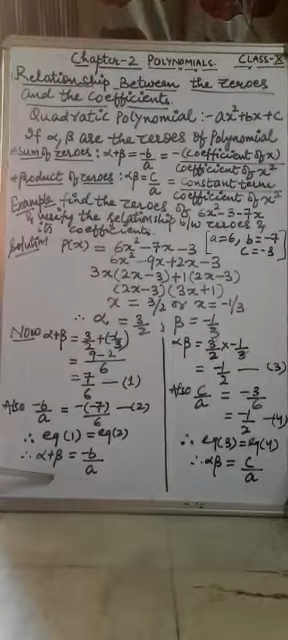 Chapter-2 POLYNOMIALS. CLASS-X
Relationship Between the zeroes
and the coefficients.
Quadratic Polynomial :- ax²+bx+c
If α, β are the zeroes of Polynomial
Sum of zeroes : α+β = -b/a = -(coefficient of x)/coefficient of x²
Product of zeroes : αβ = c/a = constant term/coefficient of x²
Example find the zeroes of 6x²-3-7x
& verify the relationship b/w zeroes &
its coefficients.
Solution P(x) = 6x²-7x-3 [a=6, b=-7 c=-3]
6x²-9x+2x-3
3x(2x-3)+1(2x-3)
(2x-3)(3x+1)
x = 3/2 or x = -1/3
∴ α = 3/2 , β = -1/3
Now α+β = 3/2 + (-1/3)
= 9-2/6
= 7/6 —(1)
Also -b/a = -(-7)/6 —(2)
∴ eq(1) = eq(2)
∴ α+β = -b/a
αβ = 3/2 x -1/3
= -1/2 —(3)
Also c/a = -3/6
= -1/2 —(4)
∴ eq(3) = eq(4)
∴ αβ = c/a